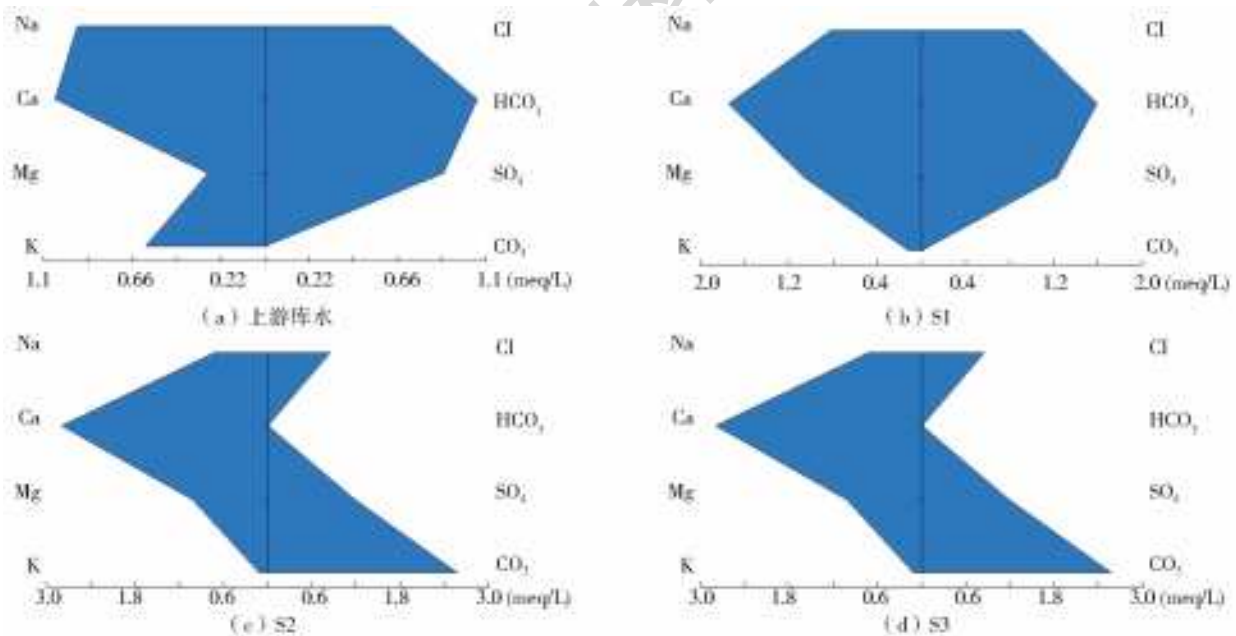 Na
Cl
Ca
HCO₃
Mg
SO₄
K
CO₃
1.1 0.66 0.22 0.22 0.66 1.1 (meq/L)
(a)上游库水
Na
Cl
Ca
HCO₃
Mg
SO₄
K
CO₃
2.0 1.2 0.4 0.4 1.2 2.0 (meq/L)
(b)S1
Na
Cl
Ca
HCO₃
Mg
SO₄
K
CO₃
3.0 1.8 0.6 0.6 1.8 3.0 (meq/L)
(c)S2
Na
Cl
Ca
HCO₃
Mg
SO₄
K
CO₃
3.0 1.8 0.6 0.6 1.8 3.0 (meq/L)
(d)S3